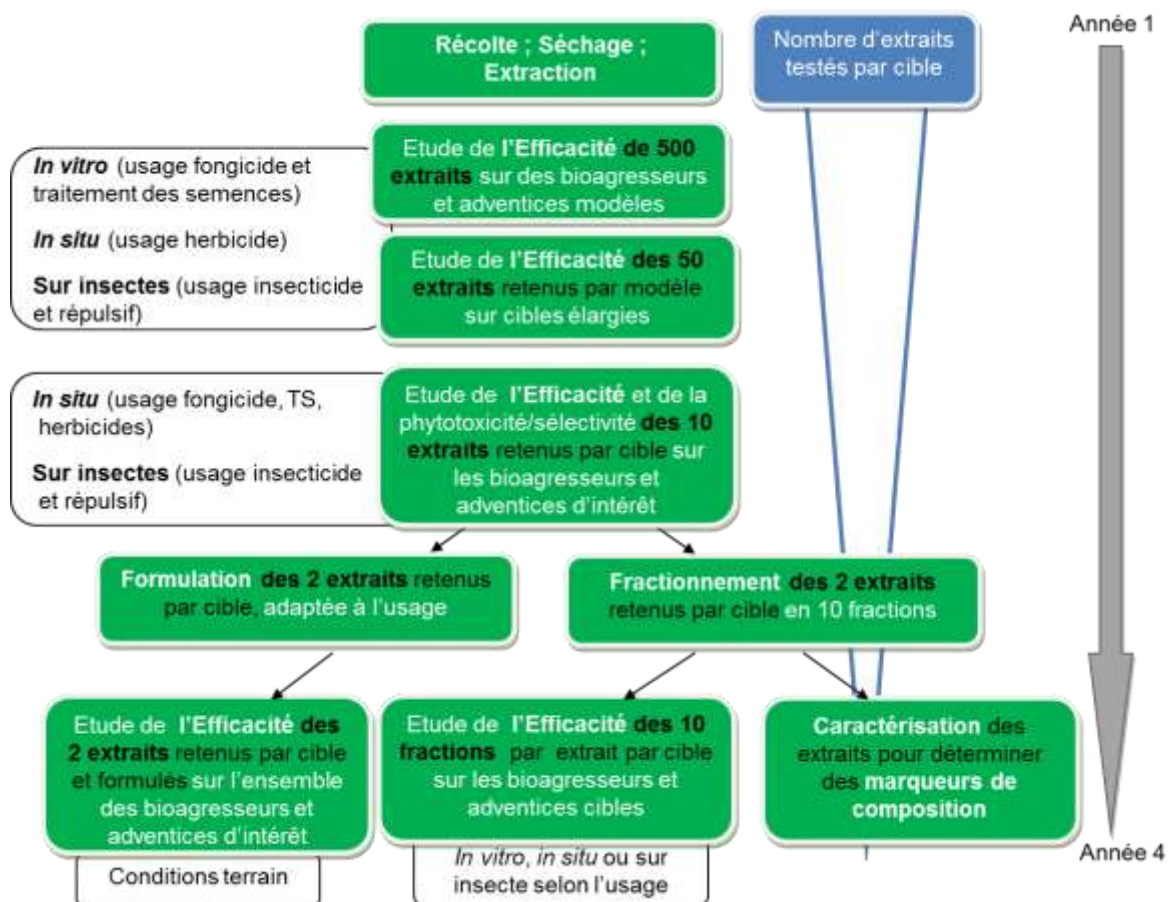 Année 1
Récolte ; Séchage ;
Extraction
Nombre d'extraits
testés par cible
In vitro (usage fongicide et
traitement des semences)
In situ (usage herbicide)
Sur insectes (usage insecticide
et répulsif)
Etude de l'Efficacité de 500
extraits sur des bioagresseurs
et adventices modèles
Etude de l'Efficacité des 50
extraits retenus par modèle
sur cibles élargies
In situ (usage fongicide, TS,
herbicides)
Sur insectes (usage insecticide
et répulsif)
Etude de l'Efficacité et de la
phytotoxicité/sélectivité des 10
extraits retenus par cible sur
les bioagresseurs et
adventices d'intérêt
Formulation des 2 extraits retenus
par cible, adaptée à l'usage
Fractionnement des 2 extraits
retenus par cible en 10 fractions
Etude de l'Efficacité des
2 extraits retenus par cible
et formulés sur l'ensemble
des bioagresseurs et
adventices d'intérêt
Conditions terrain
Etude de l'Efficacité des 10
fractions par extrait par cible
sur les bioagresseurs et
adventices cibles
In vitro, in situ ou sur
insecte selon l'usage
Caractérisation des
extraits pour déterminer
des marqueurs de
composition
Année 4